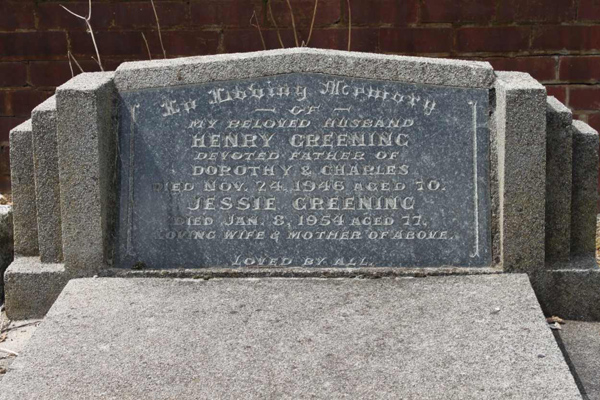 In Loving Memory
OF
MY BELOVED HUSBAND
HENRY GREENING
DEVOTED FATHER OF
DOROTHY & CHARLES
DIED NOV. 24, 1946 AGED 70.
JESSIE GREENING
DIED JAN. 8, 1954 AGED 77.
LOVING WIFE & MOTHER OF ABOVE.
LOVED BY ALL.